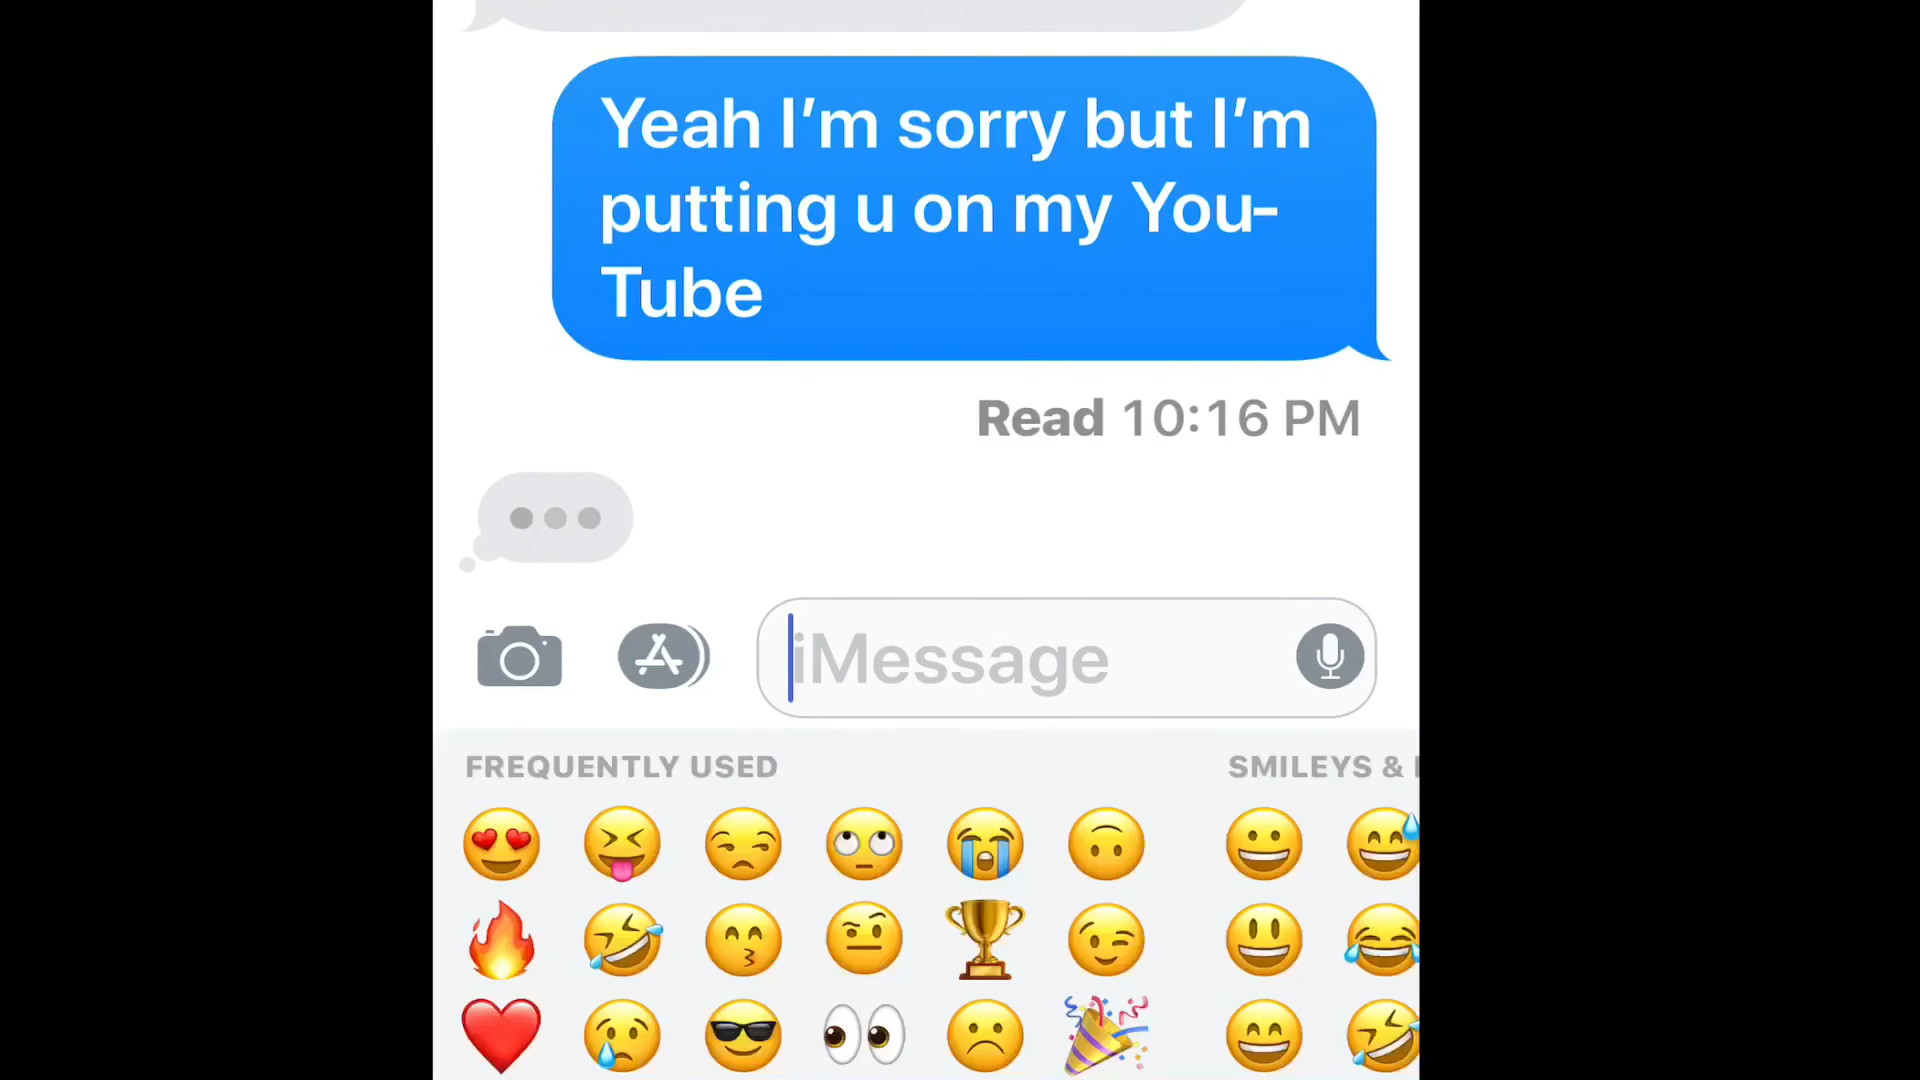 Yeah I'm sorry but I'm
putting u on my You-
Tube
Read 10:16 PM
iMessage
FREQUENTLY USED
SMILEYS &